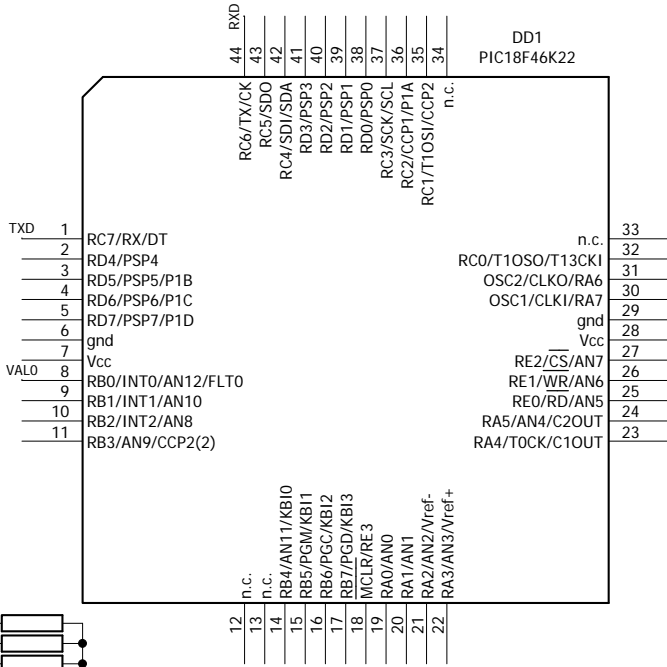 RXD
DD1
PIC18F46K22
44
43
42
41
40
39
38
37
36
35
34
RC6/TX/CK
RC5/SDO
RC4/SDI/SDA
RD3/PSP3
RD2/PSP2
RD1/PSP1
RD0/PSP0
RC3/SCK/SCL
RC2/CCP1/P1A
RC1/T1OSI/CCP2
n.c.
TXD 1 RC7/RX/DT
2 RD4/PSP4
3 RD5/PSP5/P1B
4 RD6/PSP6/P1C
5 RD7/PSP7/P1D
6 gnd
7 Vcc
VAL0 8 RB0/INT0/AN12/FLT0
9 RB1/INT1/AN10
10 RB2/INT2/AN8
11 RB3/AN9/CCP2(2)
n.c. 33
RC0/T1OSO/T13CKI 32
OSC2/CLKO/RA6 31
OSC1/CLKI/RA7 30
gnd 29
Vcc 28
RE2/CS/AN7 27
RE1/WR/AN6 26
RE0/RD/AN5 25
RA5/AN4/C2OUT 24
RA4/T0CK/C1OUT 23
n.c.
n.c.
RB4/AN11/KBI0
RB5/PGM/KBI1
RB6/PGC/KBI2
RB7/PGD/KBI3
MCLR/RE3
RA0/AN0
RA1/AN1
RA2/AN2/Vref-
RA3/AN3/Vref+
12
13
14
15
16
17
18
19
20
21
22